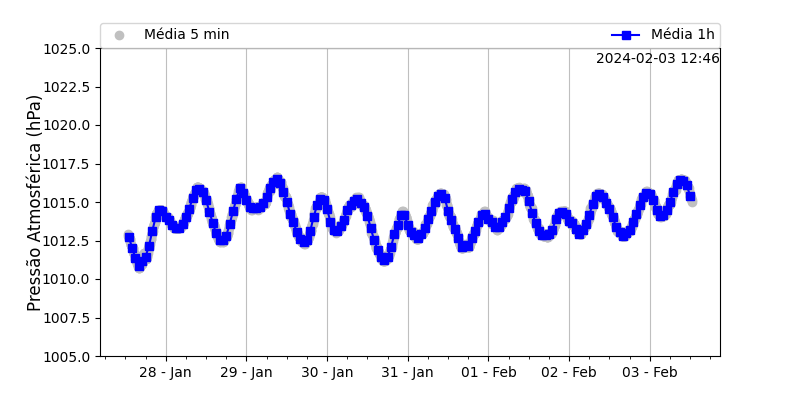 Média 5 min
Média 1h
2024-02-03 12:46
Pressão Atmosférica (hPa)
1025.0
1022.5
1020.0
1017.5
1015.0
1012.5
1010.0
1007.5
1005.0
28 - Jan
29 - Jan
30 - Jan
31 - Jan
01 - Feb
02 - Feb
03 - Feb